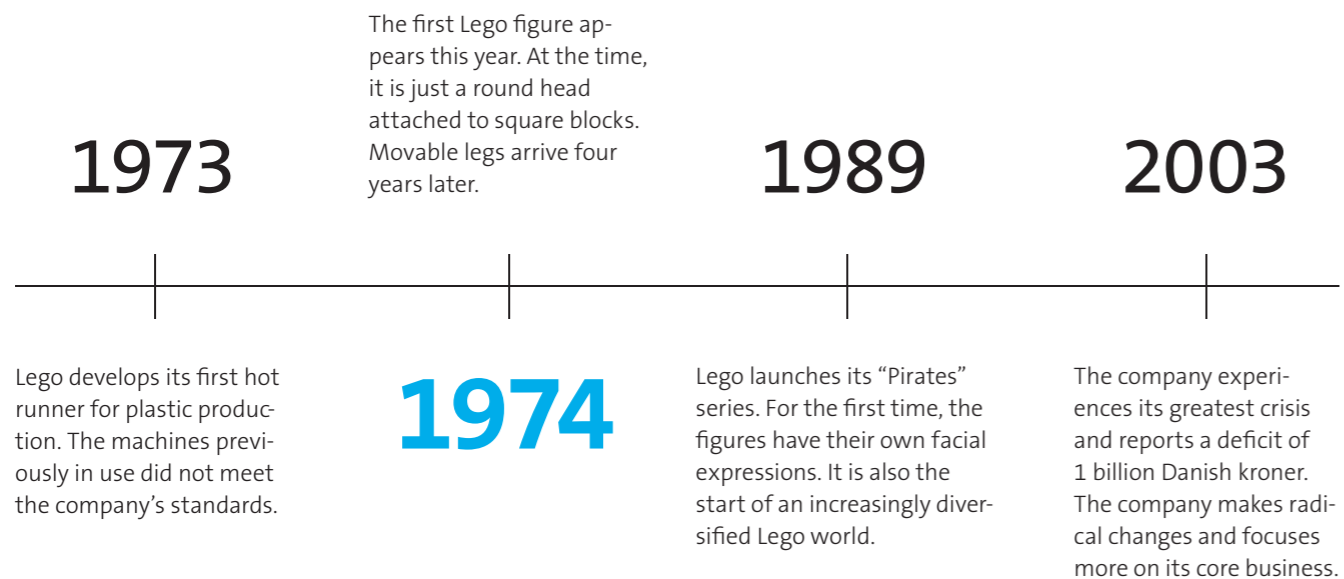 1973
Lego develops its first hot
runner for plastic produc-
tion. The machines previ-
ously in use did not meet
the company’s standards.
The first Lego figure ap-
pears this year. At the time,
it is just a round head
attached to square blocks.
Movable legs arrive four
years later.
1974
1989
Lego launches its “Pirates”
series. For the first time, the
figures have their own facial
expressions. It is also the
start of an increasingly diver-
sified Lego world.
2003
The company experi-
ences its greatest crisis
and reports a deficit of
1 billion Danish kroner.
The company makes radi-
cal changes and focuses
more on its core business.